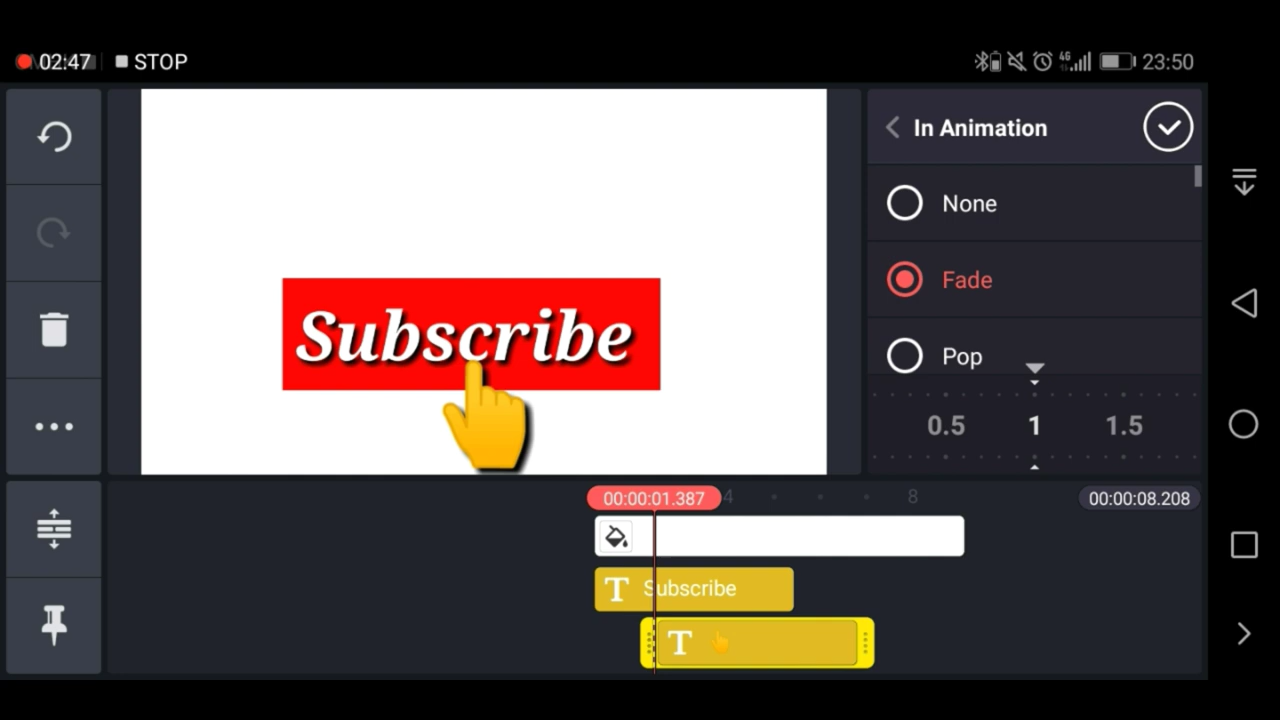 02:47 STOP
4G 23:50
In Animation
None
Fade
Pop
0.5 1 1.5
Subscribe
00:00:01.387 4 8 00:00:08.208
T Subscribe
T